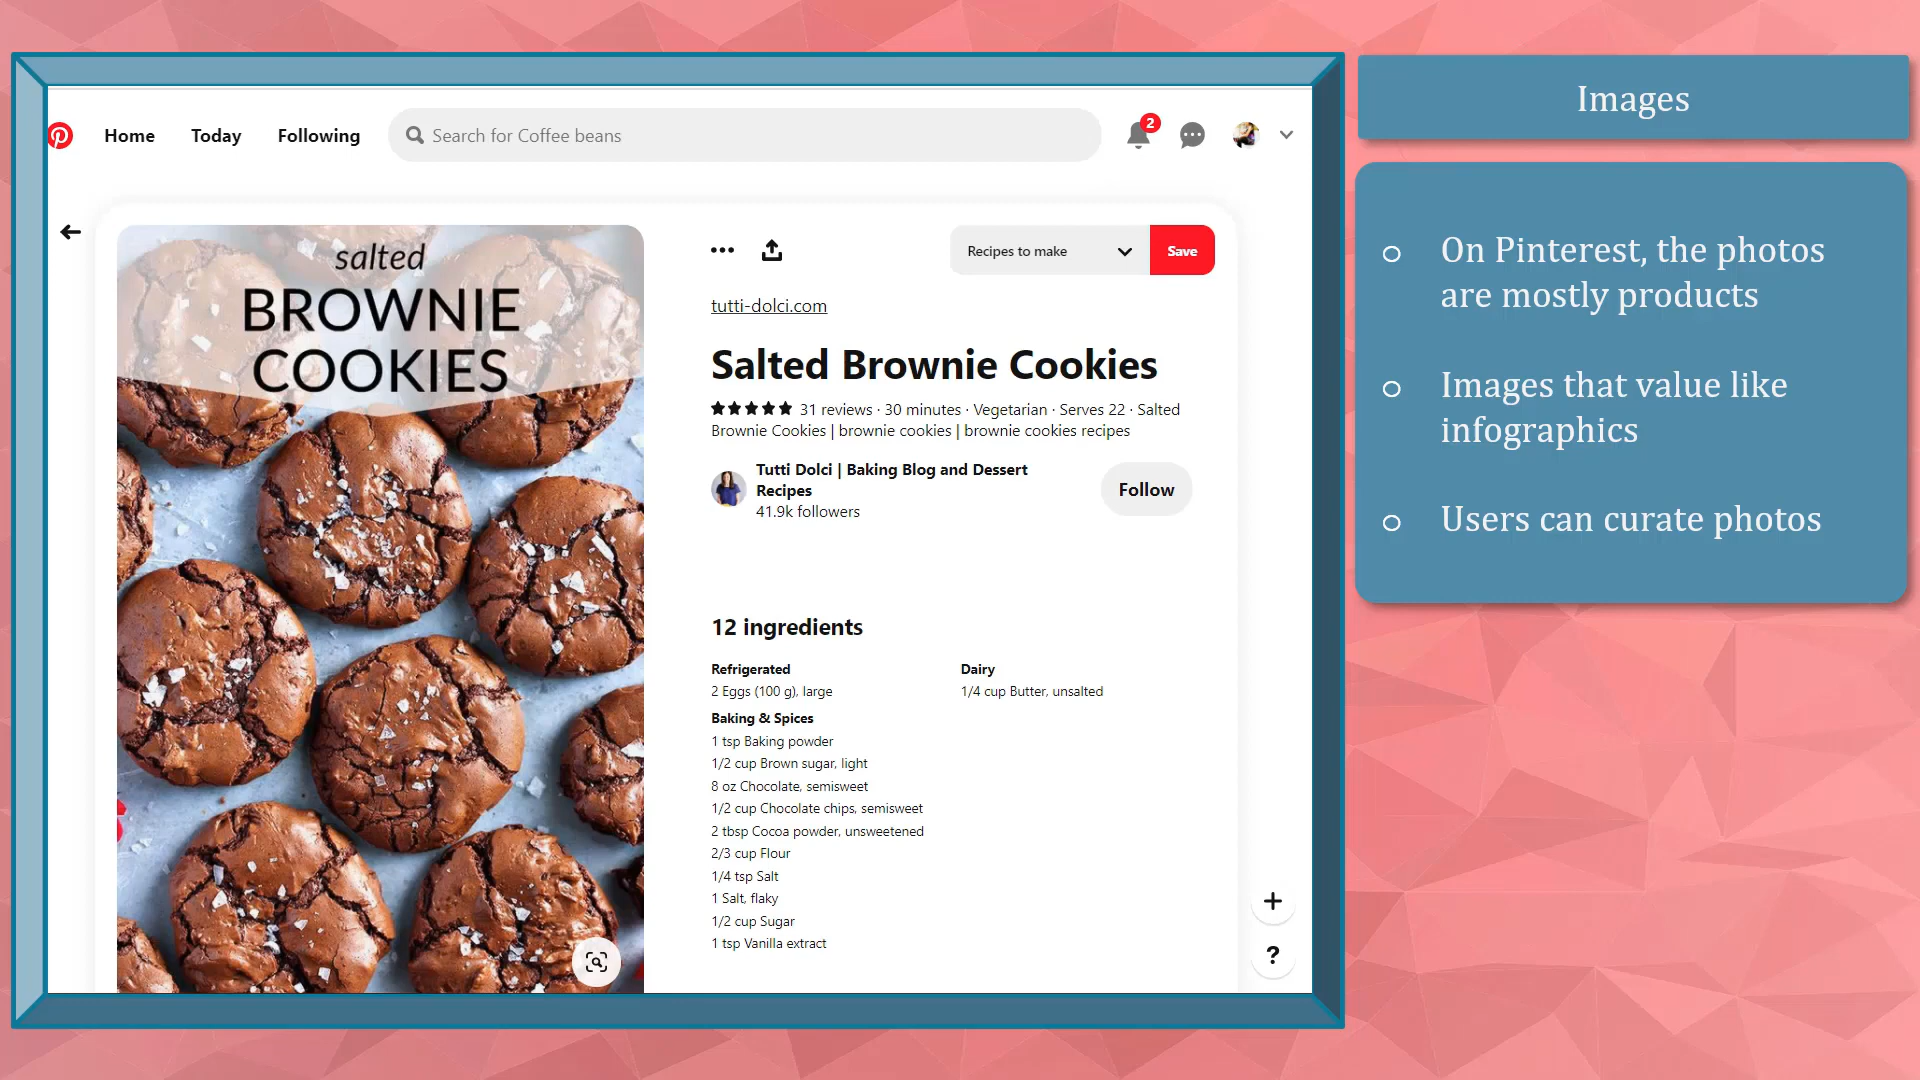 Home Today Following Search for Coffee beans 2
salted
BROWNIE
COOKIES
Recipes to make Save
tutti-dolci.com
Salted Brownie Cookies
31 reviews · 30 minutes · Vegetarian · Serves 22 · Salted
Brownie Cookies | brownie cookies | brownie cookies recipes
Tutti Dolci | Baking Blog and Dessert
Recipes
41.9k followers
Follow
12 ingredients
Refrigerated
2 Eggs (100 g), large
Dairy
1/4 cup Butter, unsalted
Baking & Spices
1 tsp Baking powder
1/2 cup Brown sugar, light
8 oz Chocolate, semisweet
1/2 cup Chocolate chips, semisweet
2 tbsp Cocoa powder, unsweetened
2/3 cup Flour
1/4 tsp Salt
1 Salt, flaky
1/2 cup Sugar
1 tsp Vanilla extract
+
?
Images
On Pinterest, the photos
are mostly products
Images that value like
infographics
Users can curate photos